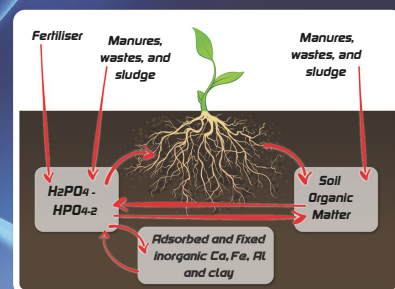 Fertiliser
Manures,
wastes, and
sludge
Manures,
wastes, and
sludge
H2PO4 -
HPO4-2
Soil
Organic
Matter
Adsorbed and fixed
inorganic Ca, Fe, Al
and clay